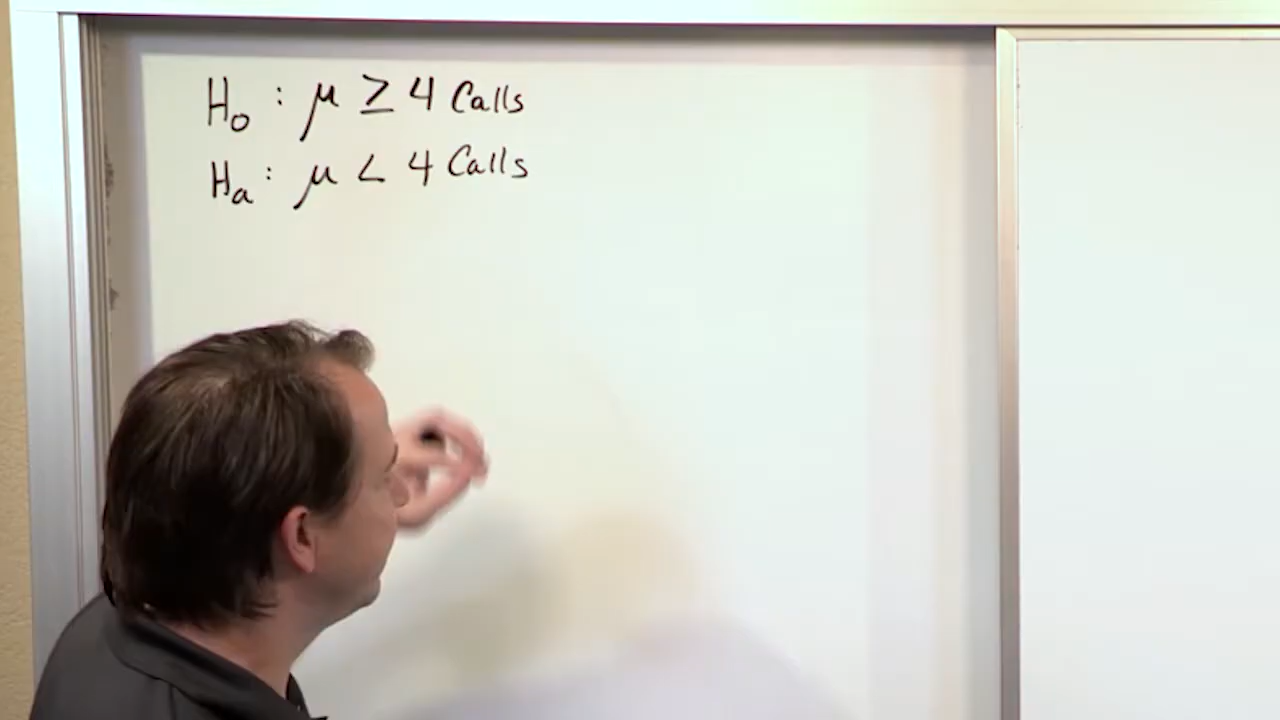 H₀ : μ ≥ 4 Calls
Hₐ : μ < 4 Calls